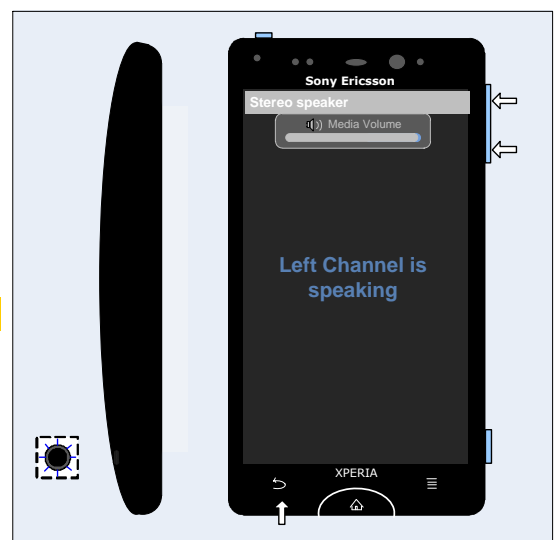 Sony Ericsson
Stereo speaker
Media Volume
Left Channel is
speaking
XPERIA